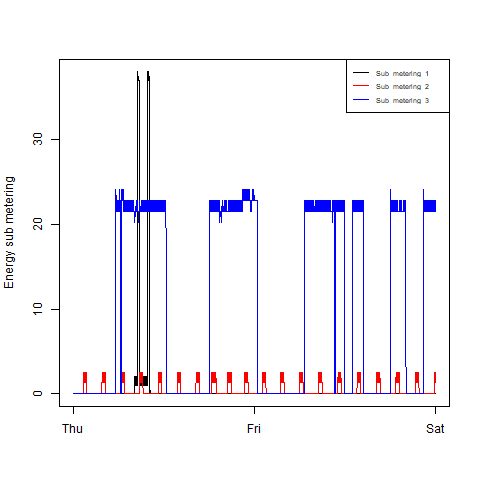 Sub metering 1
Sub metering 2
Sub metering 3
Energy sub metering
30
20
10
0
Thu Fri Sat